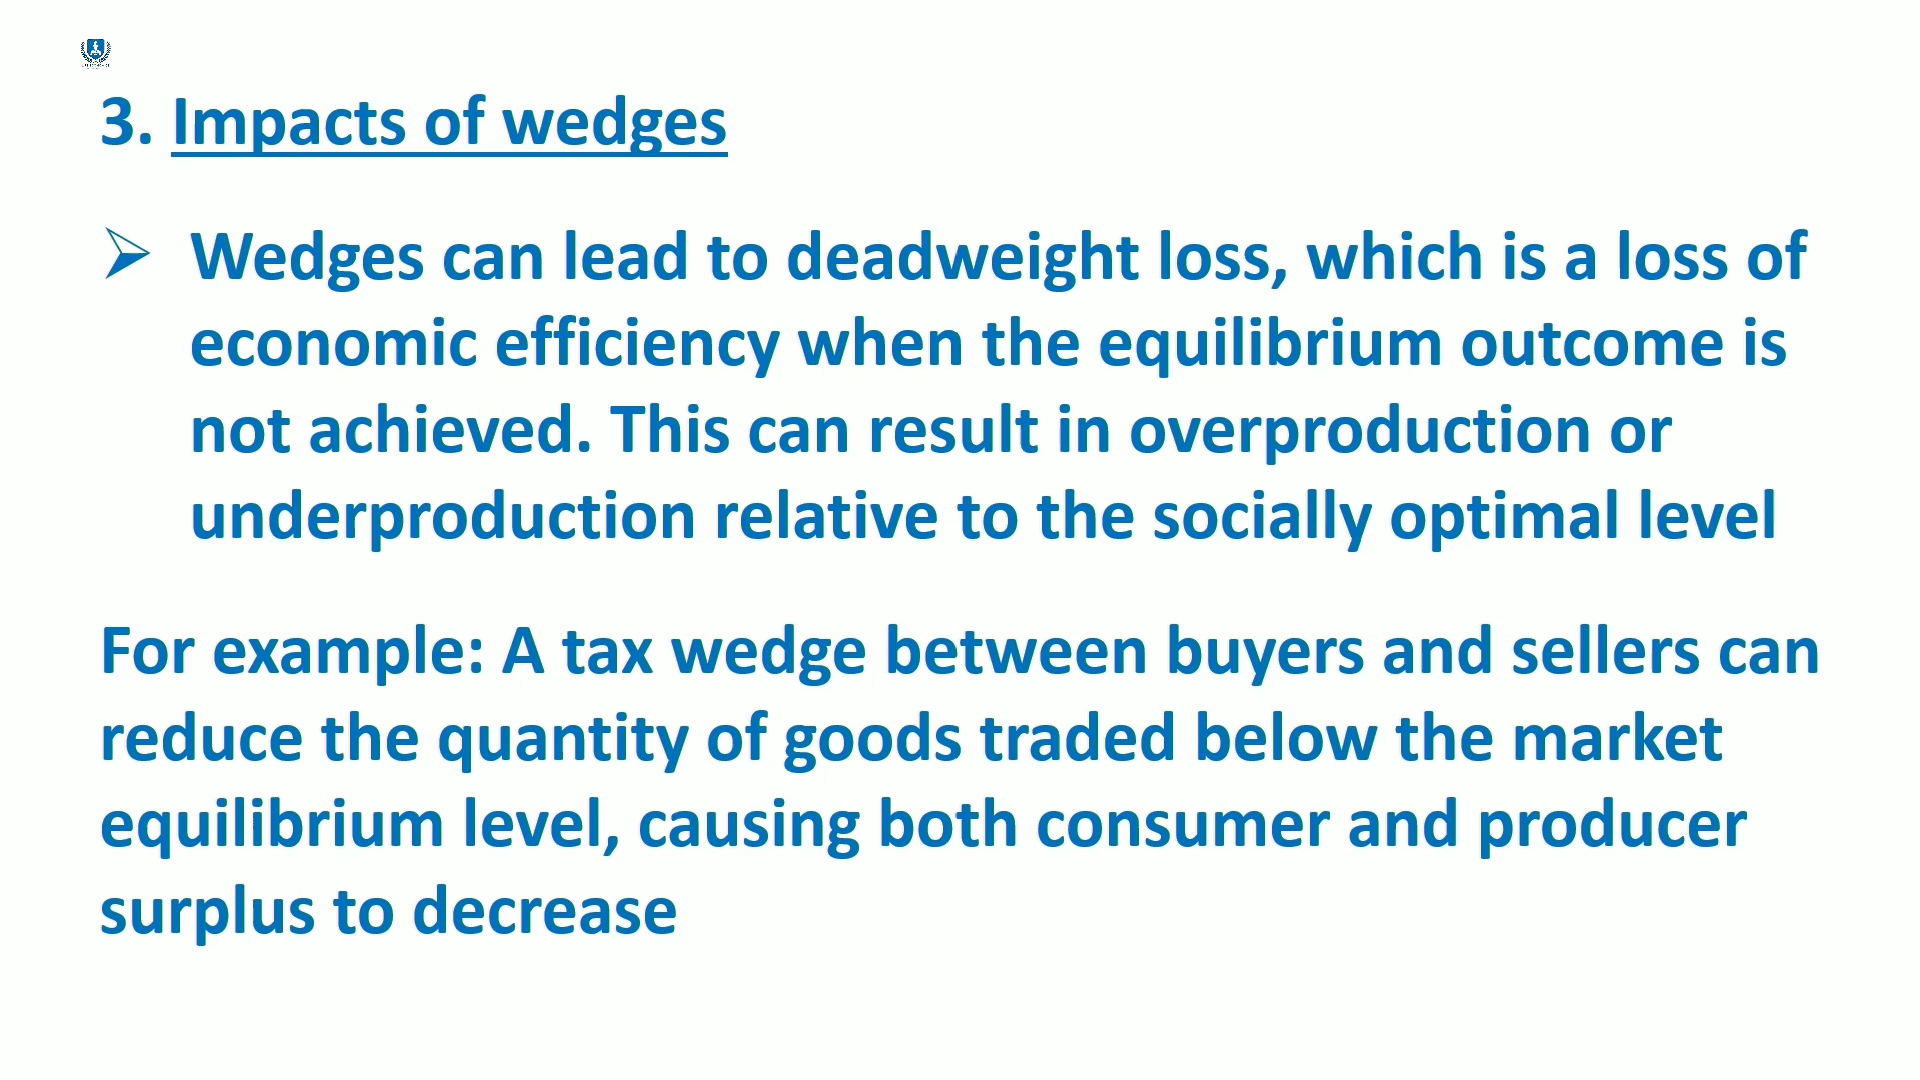 3. Impacts of wedges
Wedges can lead to deadweight loss, which is a loss of
economic efficiency when the equilibrium outcome is
not achieved. This can result in overproduction or
underproduction relative to the socially optimal level
For example: A tax wedge between buyers and sellers can
reduce the quantity of goods traded below the market
equilibrium level, causing both consumer and producer
surplus to decrease